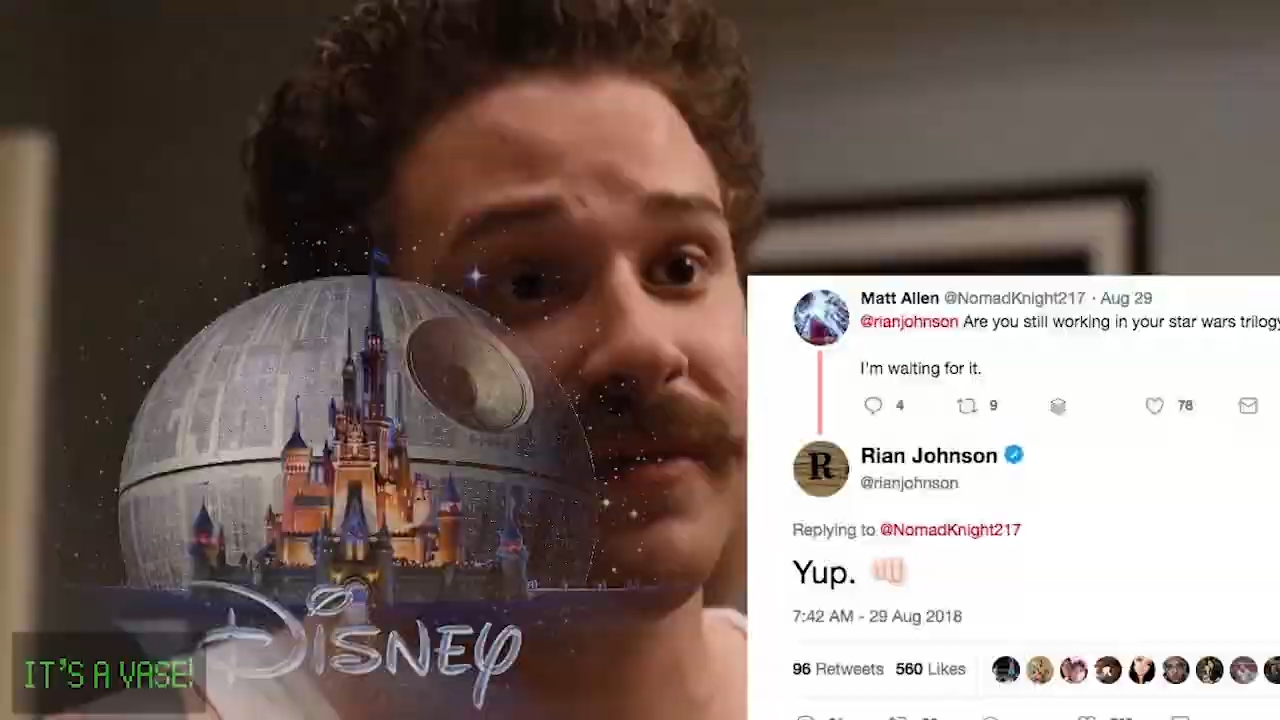 Matt Allen @NomadKnight217 · Aug 29
@rianjohnson Are you still working in your star wars trilogy
I'm waiting for it.
4 9 78
R
Rian Johnson
@rianjohnson
Replying to @NomadKnight217
Yup. 👊🏻
7:42 AM - 29 Aug 2018
96 Retweets 560 Likes
DISNEY
IT'S A VASE!